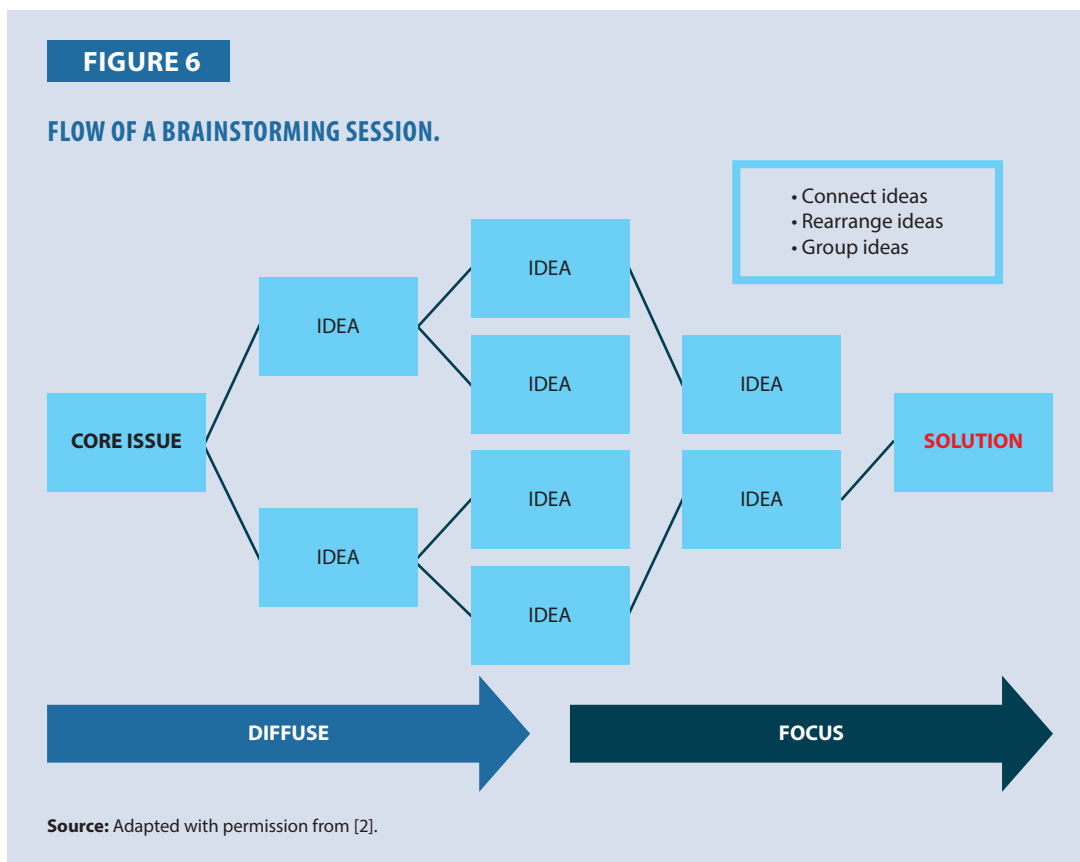 FIGURE 6
FLOW OF A BRAINSTORMING SESSION.
• Connect ideas
• Rearrange ideas
• Group ideas
IDEA
IDEA
IDEA
IDEA
CORE ISSUE
SOLUTION
IDEA
IDEA
IDEA
IDEA
DIFFUSE
FOCUS
Source: Adapted with permission from [2].